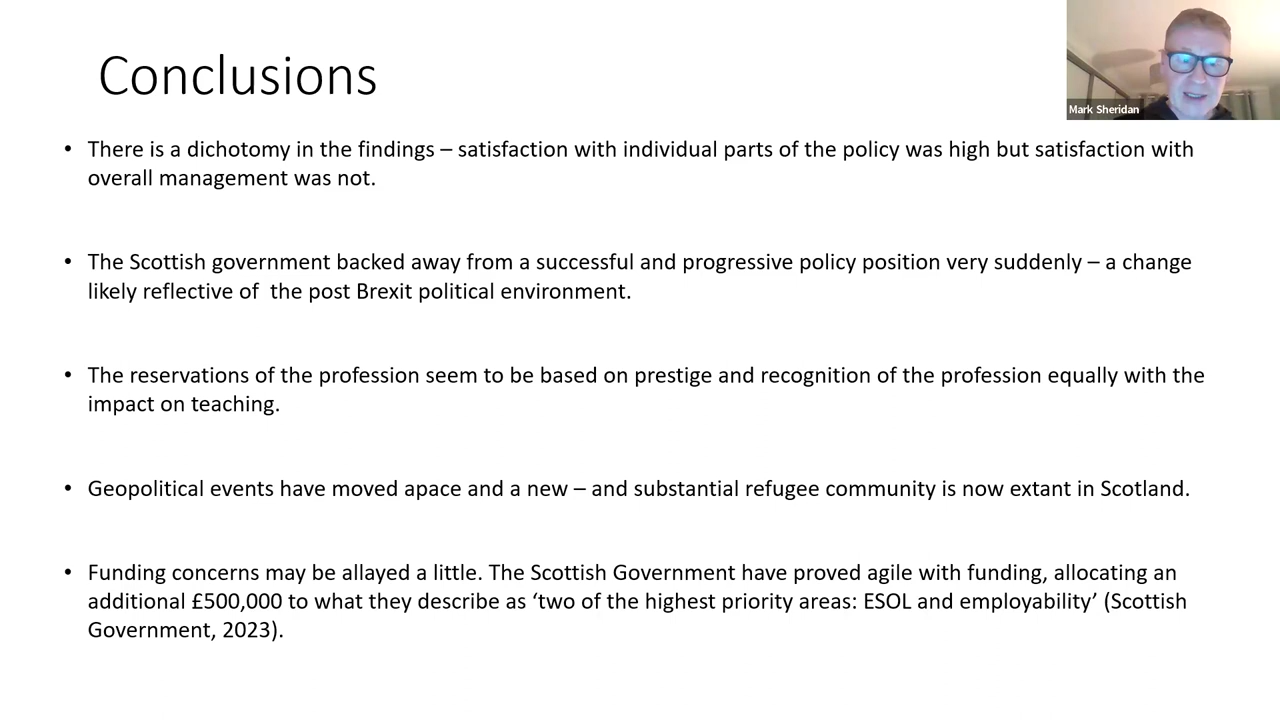 Conclusions
Mark Sheridan
• There is a dichotomy in the findings – satisfaction with individual parts of the policy was high but satisfaction with
overall management was not.
• The Scottish government backed away from a successful and progressive policy position very suddenly – a change
likely reflective of  the post Brexit political environment.
• The reservations of the profession seem to be based on prestige and recognition of the profession equally with the
impact on teaching.
• Geopolitical events have moved apace and a new – and substantial refugee community is now extant in Scotland.
• Funding concerns may be allayed a little. The Scottish Government have proved agile with funding, allocating an
additional £500,000 to what they describe as ‘two of the highest priority areas: ESOL and employability’ (Scottish
Government, 2023).